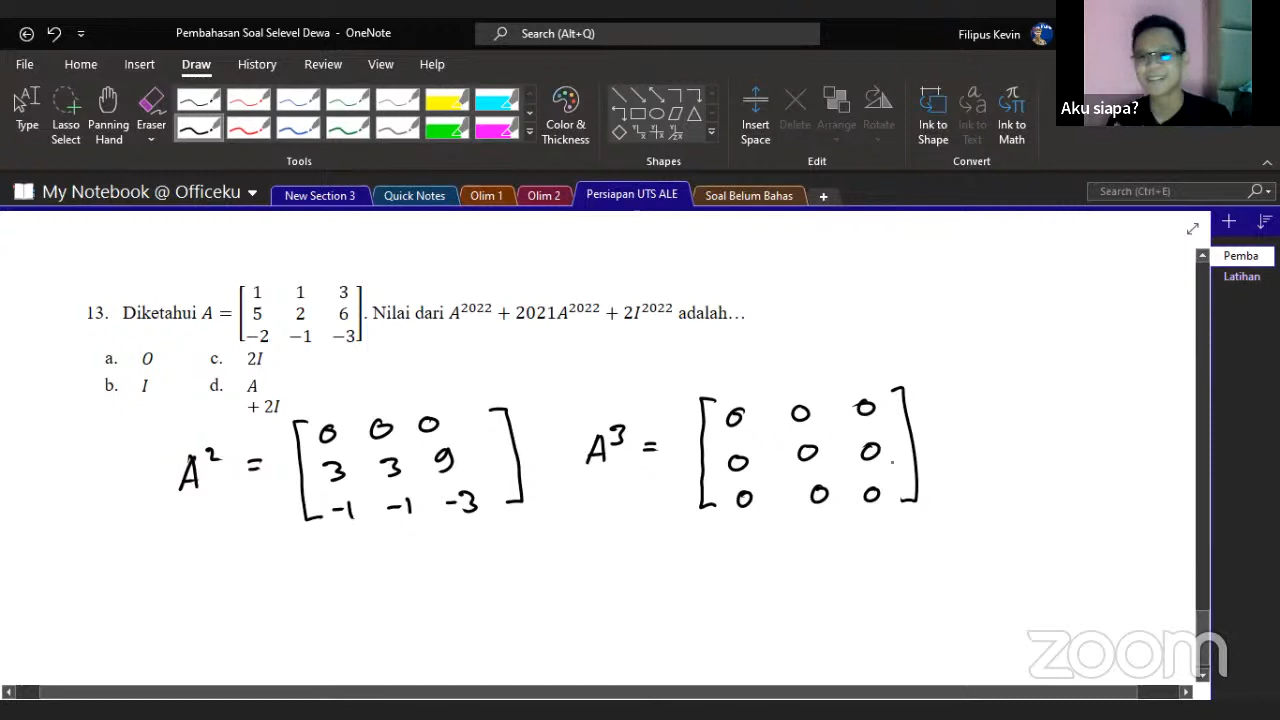 Pembahasan Soal Selevel Dewa - OneNote
Search (Alt+Q)
Filipus Kevin
Aku siapa?
File Home Insert Draw History Review View Help
Type
Lasso Select
Panning Hand
Eraser
Color & Thickness
Insert Space
Delete
Arrange
Rotate
Ink to Shape
Ink to Text
Ink to Math
Tools Shapes Edit Convert
My Notebook @ Officeku
New Section 3 Quick Notes Olim 1 Olim 2 Persiapan UTS ALE Soal Belum Bahas
Search (Ctrl+E)
Pemba
Latihan
13. Diketahui A = [1 1 3
5 2 6
−2 −1 −3]. Nilai dari A²⁰²² + 2021A²⁰²² + 2I²⁰²² adalah…
a. O c. 2I
b. I d. A
+ 2I
A² = [0 0 0
3 3 9
-1 -1 -3]
A³ = [0 0 0
0 0 0
0 0 0]
zoom